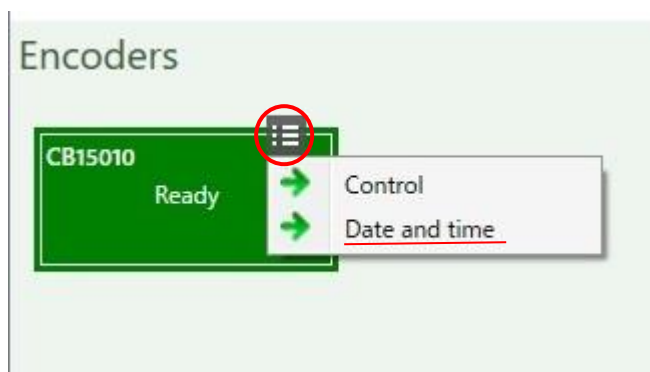 Encoders
CB15010
Ready
Control
Date and time